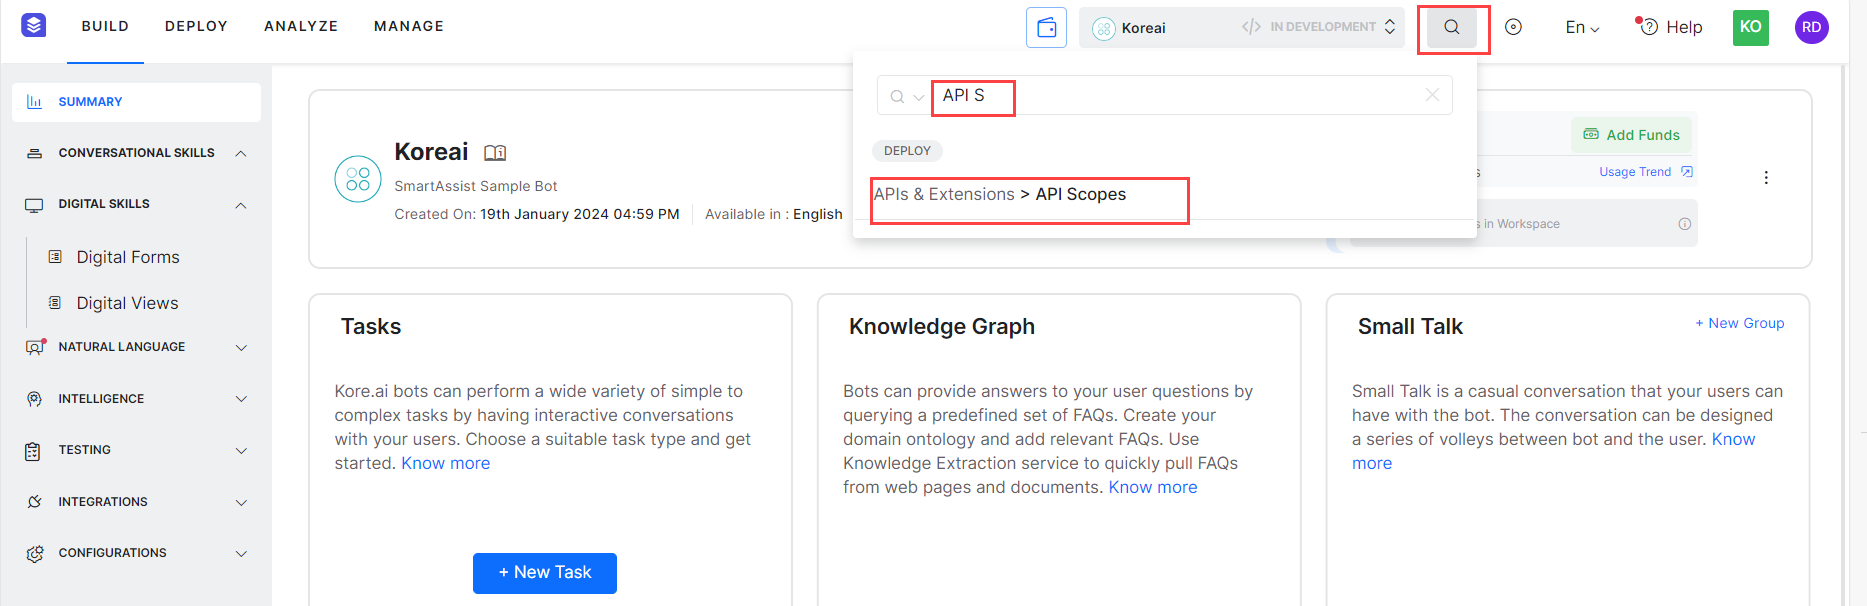 BUILD DEPLOY ANALYZE MANAGE
Koreai </> IN DEVELOPMENT
En
Help
KO
RD
API S
DEPLOY
APIs & Extensions > API Scopes
SUMMARY
CONVERSATIONAL SKILLS
DIGITAL SKILLS
Digital Forms
Digital Views
NATURAL LANGUAGE
INTELLIGENCE
TESTING
INTEGRATIONS
CONFIGURATIONS
Koreai
SmartAssist Sample Bot
Created On: 19th January 2024 04:59 PM
Available in : English
Add Funds
Usage Trend
in Workspace
Tasks
Kore.ai bots can perform a wide variety of simple to
complex tasks by having interactive conversations
with your users. Choose a suitable task type and get
started. Know more
+ New Task
Knowledge Graph
Bots can provide answers to your user questions by
querying a predefined set of FAQs. Create your
domain ontology and add relevant FAQs. Use
Knowledge Extraction service to quickly pull FAQs
from web pages and documents. Know more
Small Talk
+ New Group
Small Talk is a casual conversation that your users can
have with the bot. The conversation can be designed
a series of volleys between bot and the user. Know
more